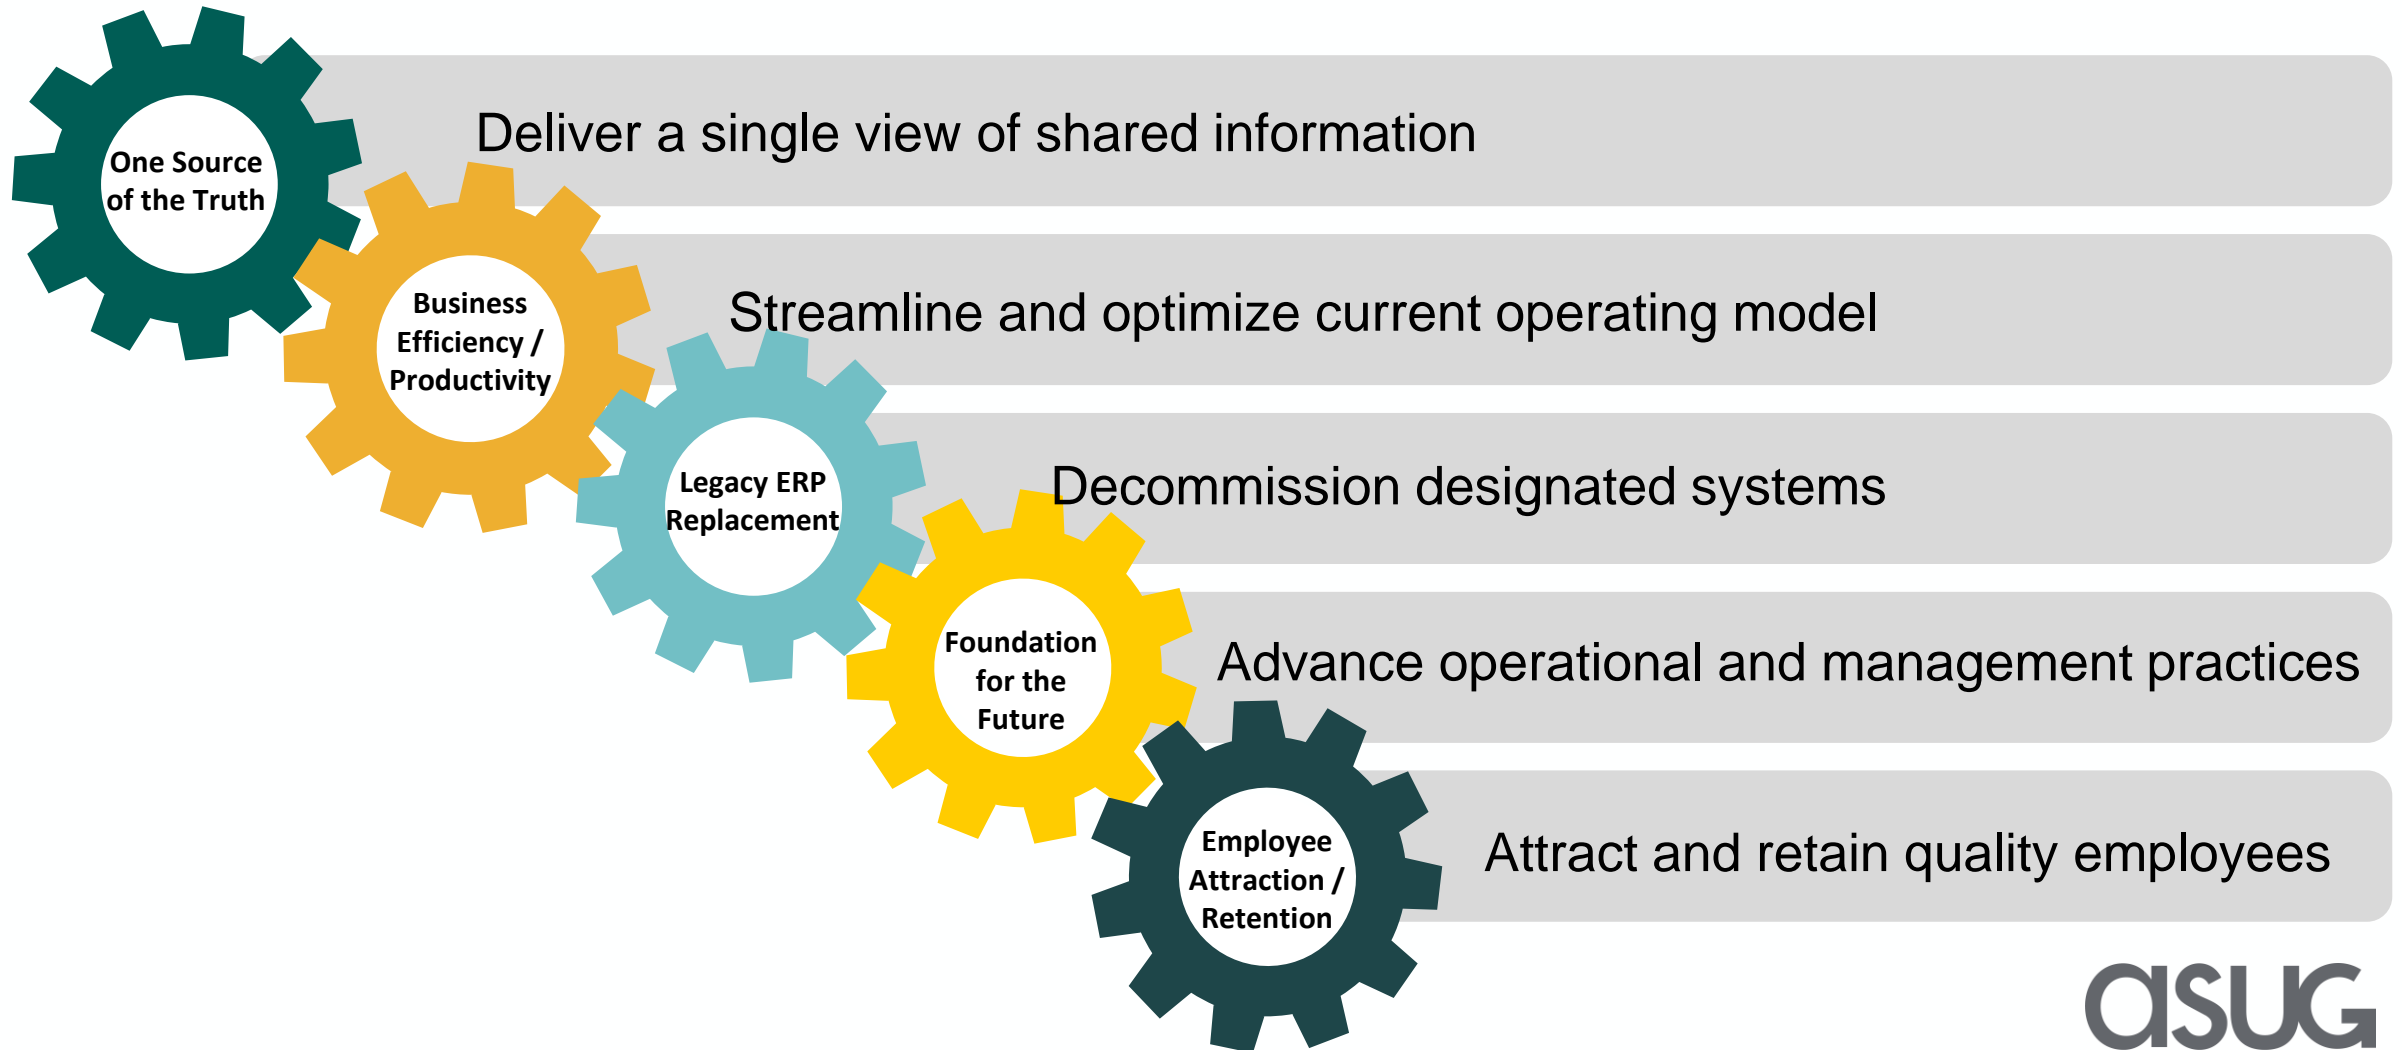 One Source
of the Truth
Deliver a single view of shared information
Business
Efficiency /
Productivity
Streamline and optimize current operating model
Legacy ERP
Replacement
Decommission designated systems
Foundation
for the
Future
Advance operational and management practices
Employee
Attraction /
Retention
Attract and retain quality employees
asug